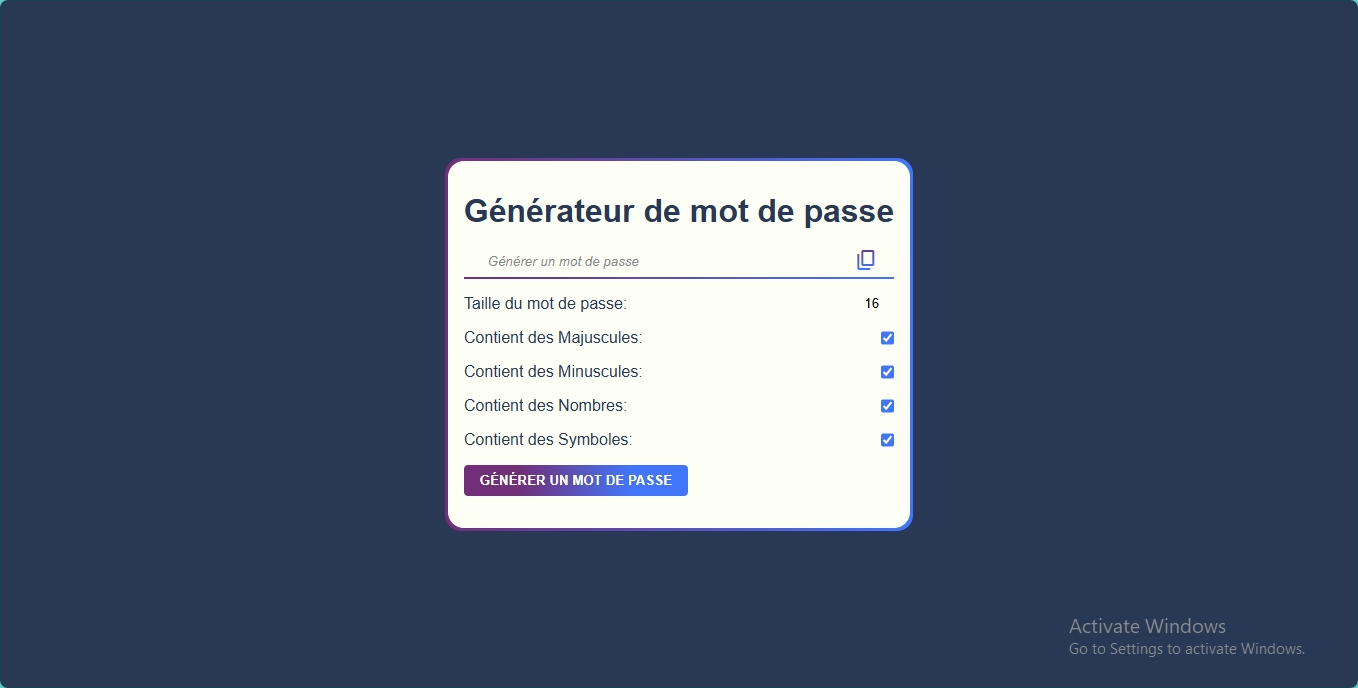 Générateur de mot de passe
Générer un mot de passe
Taille du mot de passe: 16
Contient des Majuscules:
Contient des Minuscules:
Contient des Nombres:
Contient des Symboles:
GÉNÉRER UN MOT DE PASSE
Activate Windows
Go to Settings to activate Windows.